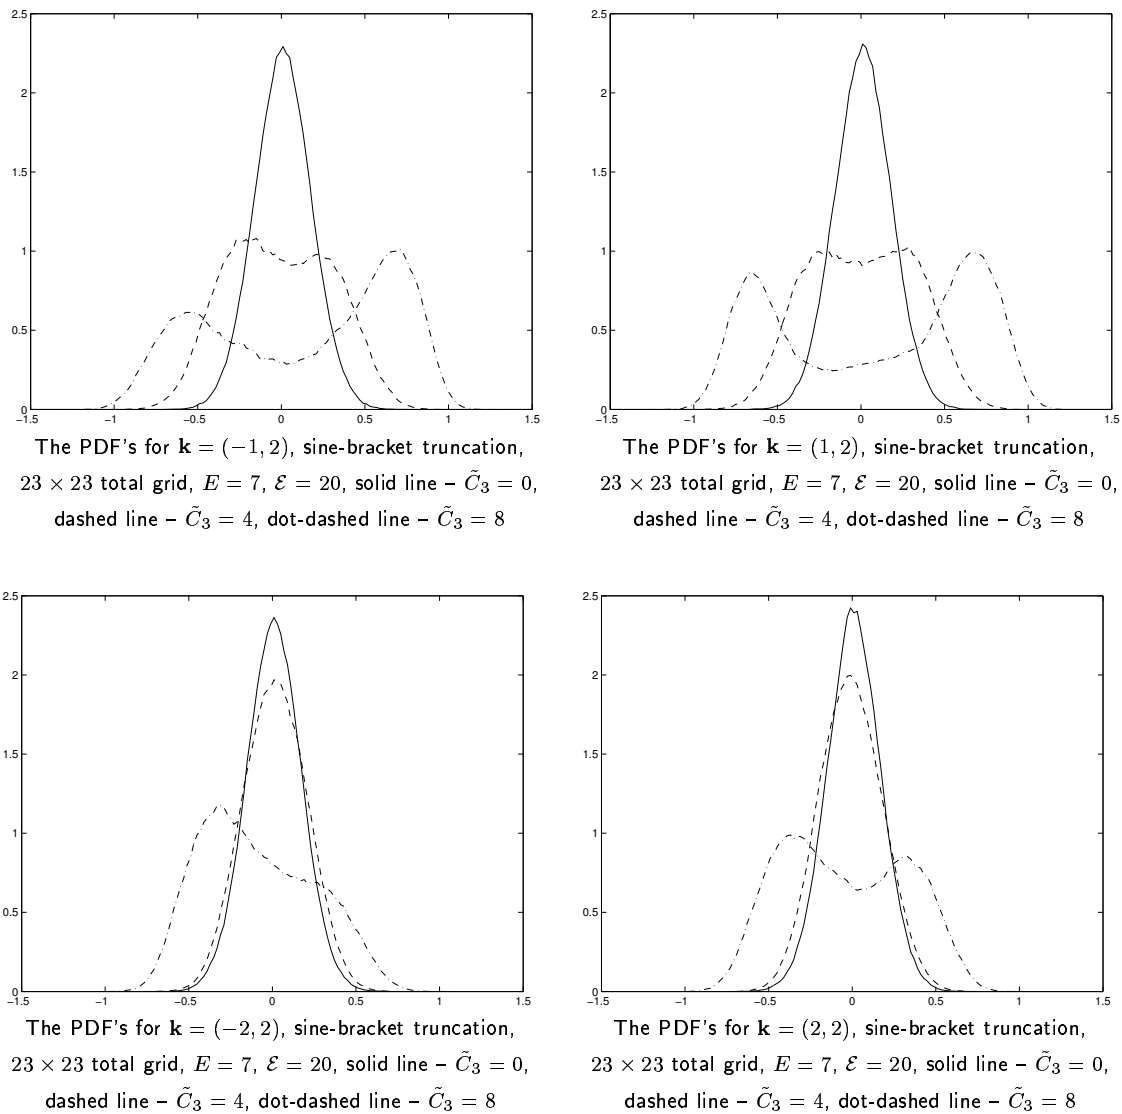 2.5
2
1.5
1
0.5
0
−1.5 −1 −0.5 0 0.5 1 1.5
The PDF's for k = (−1, 2), sine-bracket truncation,
23 × 23 total grid, E = 7, ℰ = 20, solid line – C̃₃ = 0,
dashed line – C̃₃ = 4, dot-dashed line – C̃₃ = 8
2.5
2
1.5
1
0.5
0
−1.5 −1 −0.5 0 0.5 1 1.5
The PDF's for k = (1, 2), sine-bracket truncation,
23 × 23 total grid, E = 7, ℰ = 20, solid line – C̃₃ = 0,
dashed line – C̃₃ = 4, dot-dashed line – C̃₃ = 8
2.5
2
1.5
1
0.5
0
−1.5 −1 −0.5 0 0.5 1 1.5
The PDF's for k = (−2, 2), sine-bracket truncation,
23 × 23 total grid, E = 7, ℰ = 20, solid line – C̃₃ = 0,
dashed line – C̃₃ = 4, dot-dashed line – C̃₃ = 8
2.5
2
1.5
1
0.5
0
−1.5 −1 −0.5 0 0.5 1 1.5
The PDF's for k = (2, 2), sine-bracket truncation,
23 × 23 total grid, E = 7, ℰ = 20, solid line – C̃₃ = 0,
dashed line – C̃₃ = 4, dot-dashed line – C̃₃ = 8